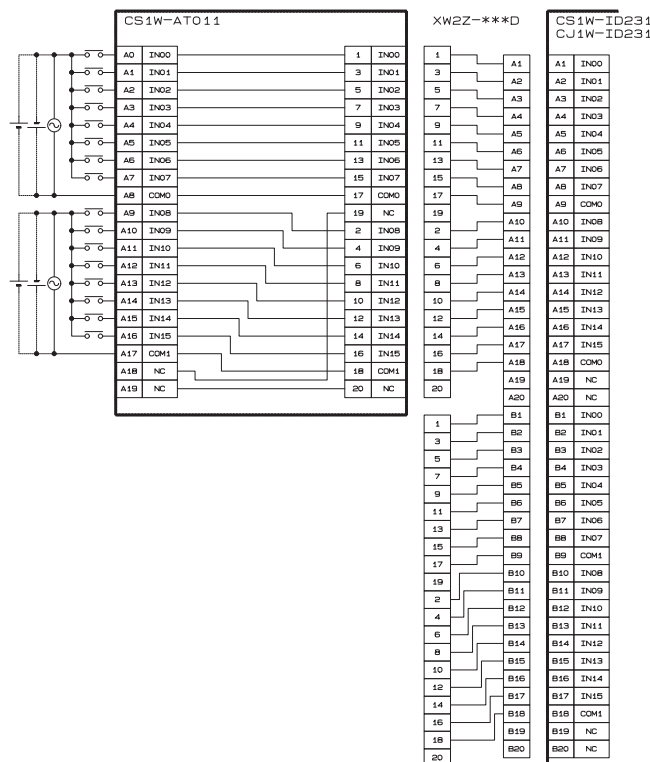 CS1W-AT011
XW2Z-***D
CS1W-ID231
CJ1W-ID231
A0 IN00 1 IN00
A1 IN01 3 IN01
A2 IN02 5 IN02
A3 IN03 7 IN03
A4 IN04 9 IN04
A5 IN05 11 IN05
A6 IN06 13 IN06
A7 IN07 15 IN07
A8 COM0 17 COM0
A9 IN08 19 NC
A10 IN09 2 IN08
A11 IN10 4 IN09
A12 IN11 6 IN10
A13 IN12 8 IN11
A14 IN13 10 IN12
A15 IN14 12 IN13
A16 IN15 14 IN14
A17 COM1 16 IN15
A18 NC 18 COM1
A19 NC 20 NC
1
3
5
7
9
11
13
15
17
19
2
4
6
8
10
12
14
16
18
20
A1 A1 IN00
A2 A2 IN01
A3 A3 IN02
A4 A4 IN03
A5 A5 IN04
A6 A6 IN05
A7 A7 IN06
A8 A8 IN07
A9 A9 COM0
A10 A10 IN08
A11 A11 IN09
A12 A12 IN10
A13 A13 IN11
A14 A14 IN12
A15 A15 IN13
A16 A16 IN14
A17 A17 IN15
A18 A18 COM0
A19 A19 NC
A20 A20 NC
1
3
5
7
9
11
13
15
17
19
2
4
6
8
10
12
14
16
18
20
B1 B1 IN00
B2 B2 IN01
B3 B3 IN02
B4 B4 IN03
B5 B5 IN04
B6 B6 IN05
B7 B7 IN06
B8 B8 IN07
B9 B9 COM1
B10 B10 IN08
B11 B11 IN09
B12 B12 IN10
B13 B13 IN11
B14 B14 IN12
B15 B15 IN13
B16 B16 IN14
B17 B17 IN15
B18 B18 COM1
B19 B19 NC
B20 B20 NC